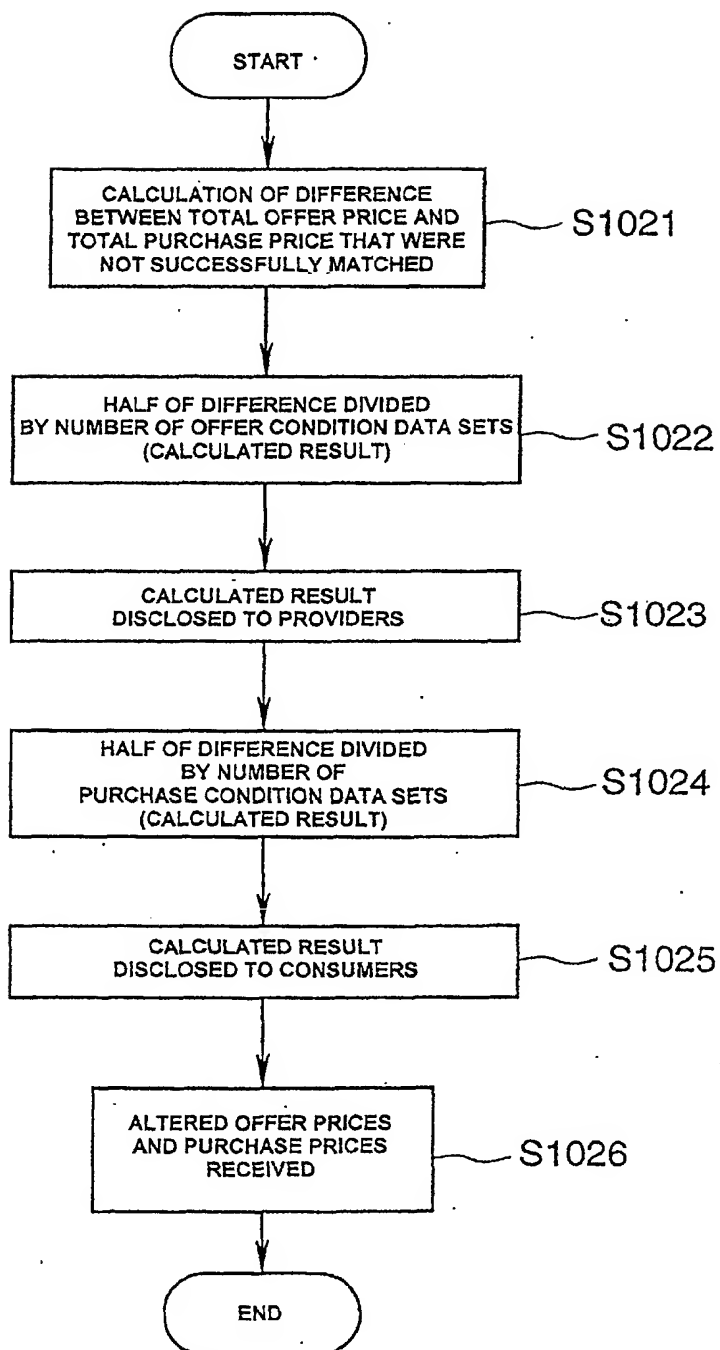 START
CALCULATION OF DIFFERENCE
BETWEEN TOTAL OFFER PRICE AND
TOTAL PURCHASE PRICE THAT WERE
NOT SUCCESSFULLY MATCHED
S1021
HALF OF DIFFERENCE DIVIDED
BY NUMBER OF OFFER CONDITION DATA SETS
(CALCULATED RESULT)
S1022
CALCULATED RESULT
DISCLOSED TO PROVIDERS
S1023
HALF OF DIFFERENCE DIVIDED
BY NUMBER OF
PURCHASE CONDITION DATA SETS
(CALCULATED RESULT)
S1024
CALCULATED RESULT
DISCLOSED TO CONSUMERS
S1025
ALTERED OFFER PRICES
AND PURCHASE PRICES
RECEIVED
S1026
END